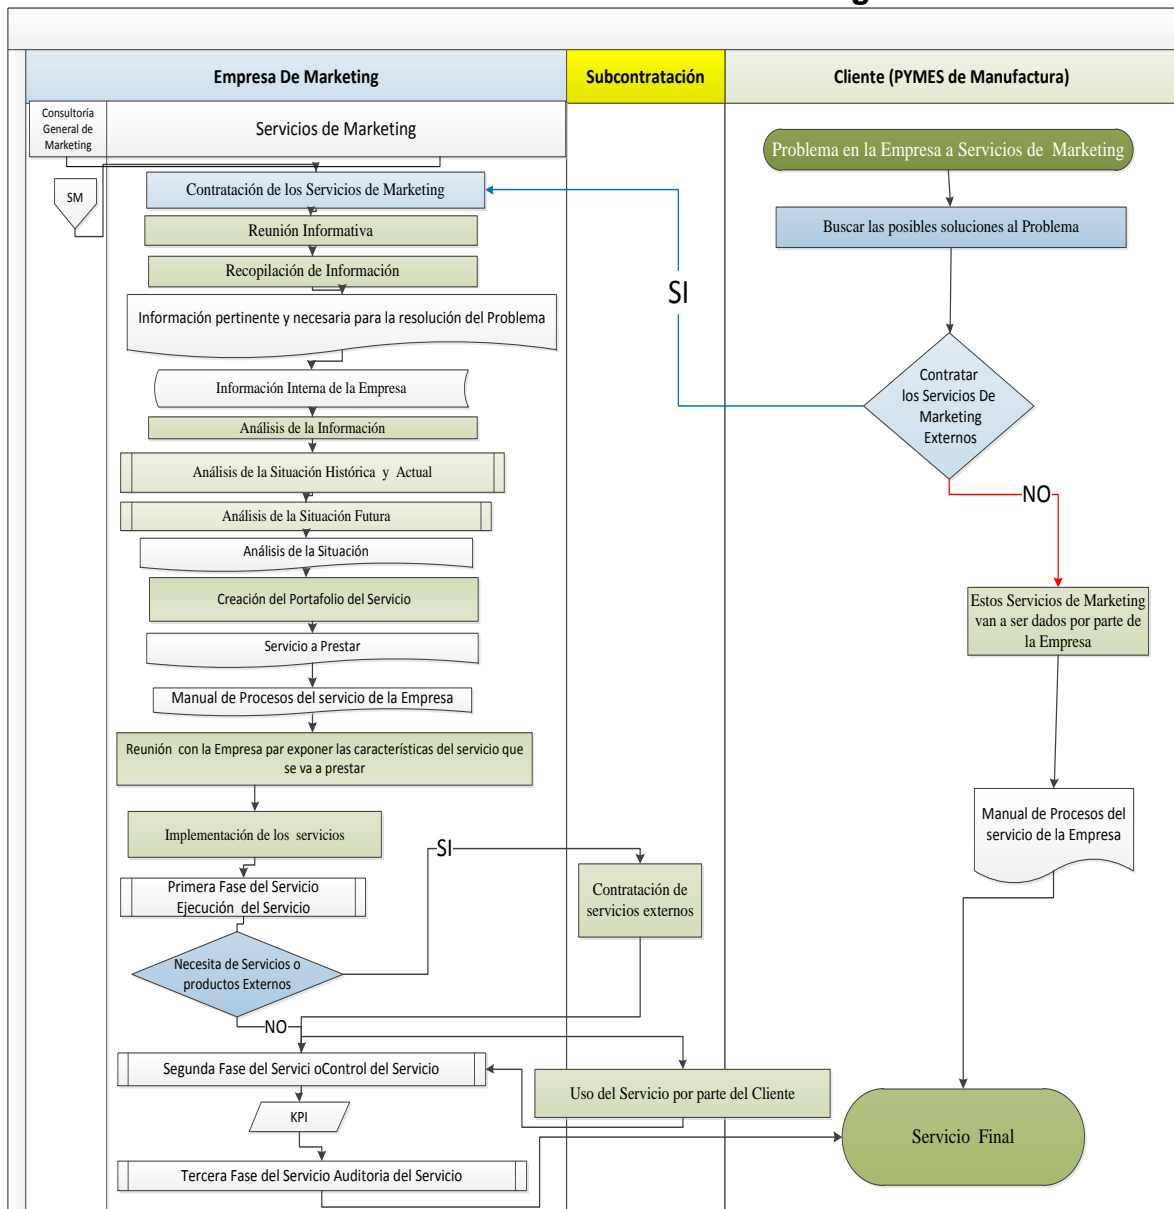 Empresa De Marketing
Subcontratación
Cliente (PYMES de Manufactura)
Consultoría
General de
Marketing
Servicios de Marketing
SM
Contratación de los Servicios de Marketing
Reunión Informativa
Recopilación de Información
Información pertinente y necesaria para la resolución del Problema
Información Interna de la Empresa
Análisis de la Información
Análisis de la Situación Histórica y Actual
Análisis de la Situación Futura
Análisis de la Situación
Creación del Portafolio del Servicio
Servicio a Prestar
Manual de Procesos del servicio de la Empresa
Reunión con la Empresa par exponer las características del servicio que
se va a prestar
Implementación de los servicios
Primera Fase del Servicio
Ejecución del Servicio
Necesita de Servicios o
productos Externos
SI
NO
Contratación de
servicios externos
Segunda Fase del Servici oControl del Servicio
Uso del Servicio por parte del Cliente
KPI
Tercera Fase del Servicio Auditoria del Servicio
Problema en la Empresa a Servicios de Marketing
Buscar las posibles soluciones al Problema
SI
Contratar
los Servicios De
Marketing
Externos
NO
Estos Servicios de Marketing
van a ser dados por parte de
la Empresa
Manual de Procesos del
servicio de la Empresa
Servicio Final